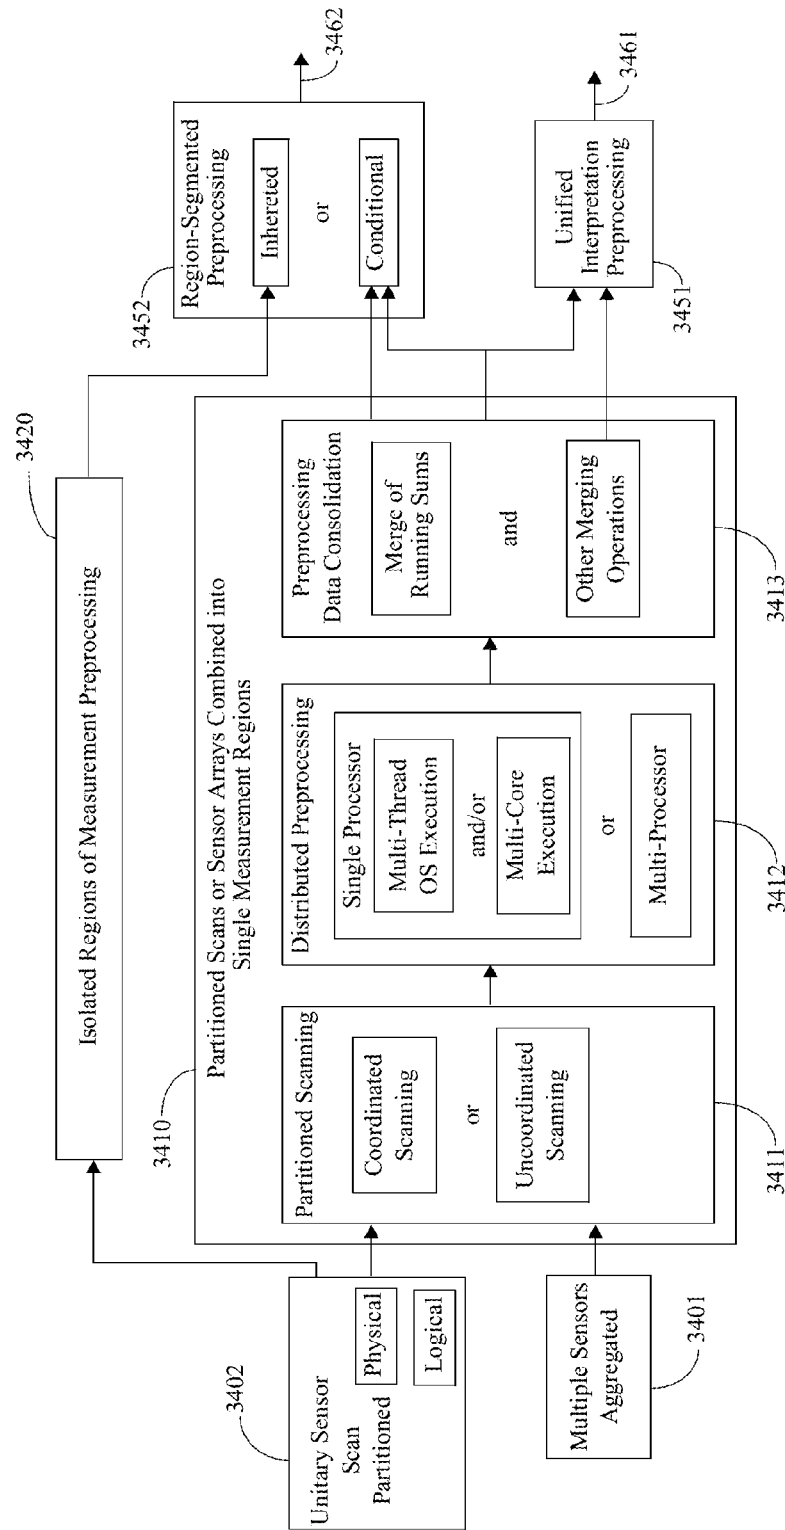 3402
Unitary Sensor
Scan
Partitioned
Physical
Logical
Multiple Sensors
Aggregated
3401
3420
Isolated Regions of Measurement Preprocessing
3410
Partitioned Scans or Sensor Arrays Combined into
Single Measurement Regions
Partitioned Scanning
Coordinated
Scanning
or
Uncoordinated
Scanning
3411
Distributed Preprocessing
Single Processor
Multi-Thread
OS Execution
and/or
Multi-Core
Execution
or
Multi-Processor
3412
Preprocessing
Data Consolidation
Merge of
Running Sums
and
Other Merging
Operations
3413
3452
Region-Segmented
Preprocessing
Inhereted
or
Conditional
3462
Unified
Interpretation
Preprocessing
3451
3461